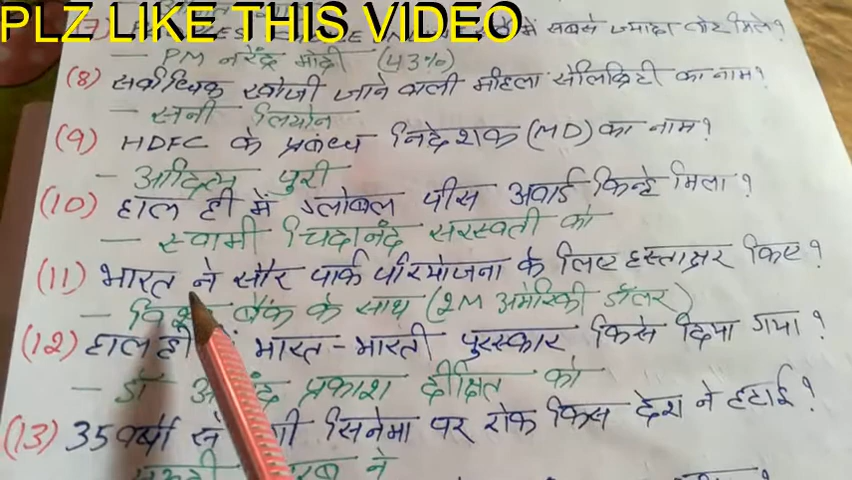 PLZ LIKE THIS VIDEO
(7) में सबसे ज्यादा वोट मिले?
— PM नरेंद्र मोदी (43%)
(8) सर्वाधिक खोजी जाने वाली महिला सेलिब्रिटी का नाम?
— सनी लियोन
(9) HDFC के प्रबंध निदेशक (MD) का नाम?
— आदित्य पुरी
(10) हाल ही में ग्लोबल पीस अवार्ड किन्हे मिला?
— स्वामी चिदानंद सरस्वती को
(11) भारत ने सौर पार्क परियोजना के लिए हस्ताक्षर किए?
— विश्व बैंक के साथ (2M अमेरिकी डॉलर)
(12) हाल ही भारत-भारती पुरस्कार किसे दिया गया?
— डॉ प्रकाश दीक्षित को
(13) 35 वर्षो से सिनेमा पर रोक किस देश ने हटाई?
ने